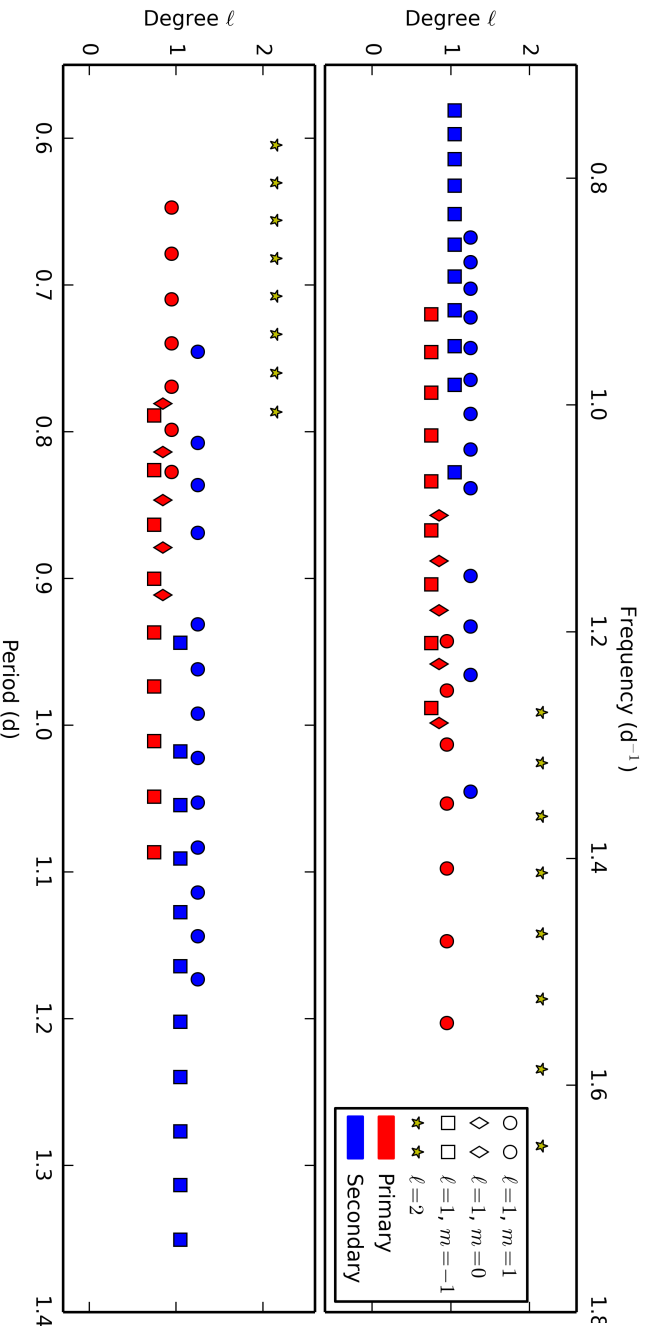 Frequency (d⁻¹)
0.8 1.0 1.2 1.4 1.6 1.8
Degree ℓ
2
1
0
ℓ=1, m=1
ℓ=1, m=0
ℓ=1, m=−1
ℓ=2
Primary
Secondary
Degree ℓ
2
1
0
0.6 0.7 0.8 0.9 1.0 1.1 1.2 1.3 1.4
Period (d)